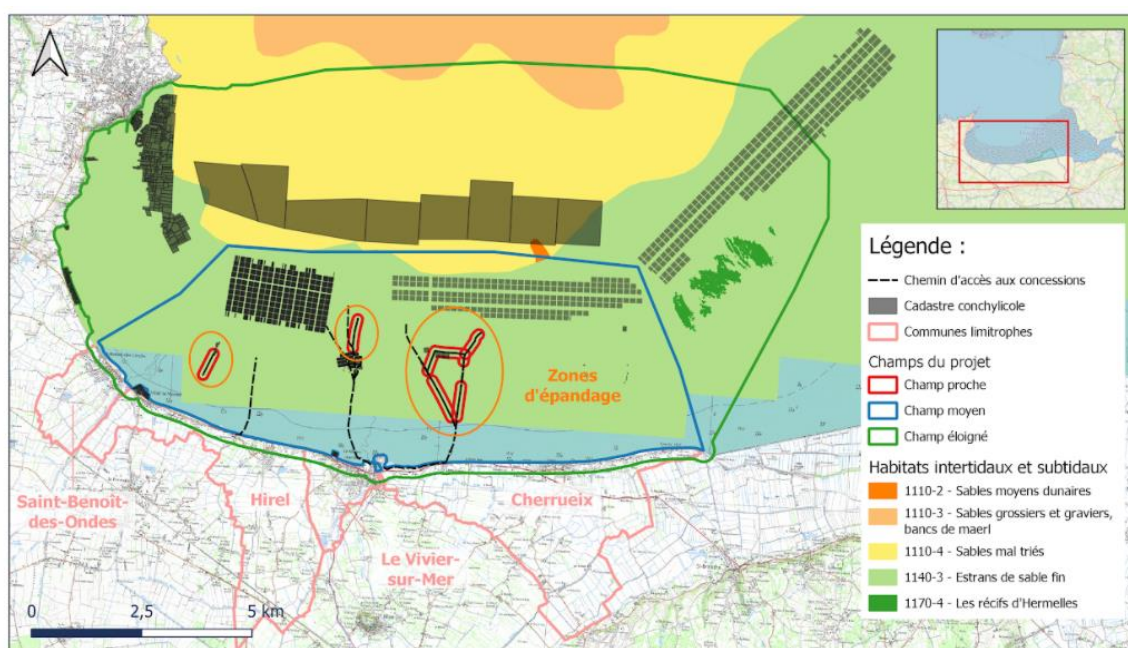 Légende :
Chemin d'accès aux concessions
Cadastre conchylicole
Communes limitrophes
Champs du projet
Champ proche
Champ moyen
Champ éloigné
Habitats intertidaux et subtidaux
1110-2 - Sables moyens dunaires
1110-3 - Sables grossiers et graviers,
bancs de maerl
1110-4 - Sables mal triés
1140-3 - Estrans de sable fin
1170-4 - Les récifs d'Hermelles
Zones
d'épandage
Saint-Benoît-
des-Ondes
Hirel
Cherrueix
Le Vivier-
sur-Mer
0 2,5 5 km